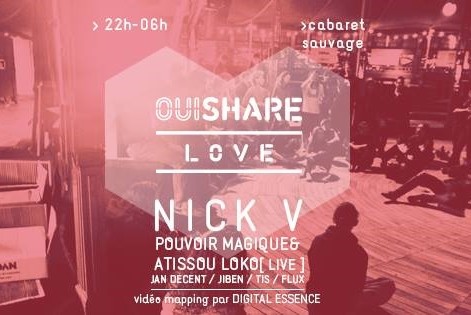 > 22h-06h
>cabaret
sauvage
OUISHARE
LOVE
NICK V
POUVOIR MAGIQUE&
ATISSOU LOKO[ LIVE ]
JAN DECENT / JIBEN / TIS / FLUX
vidéo mapping par DIGITAL ESSENCE